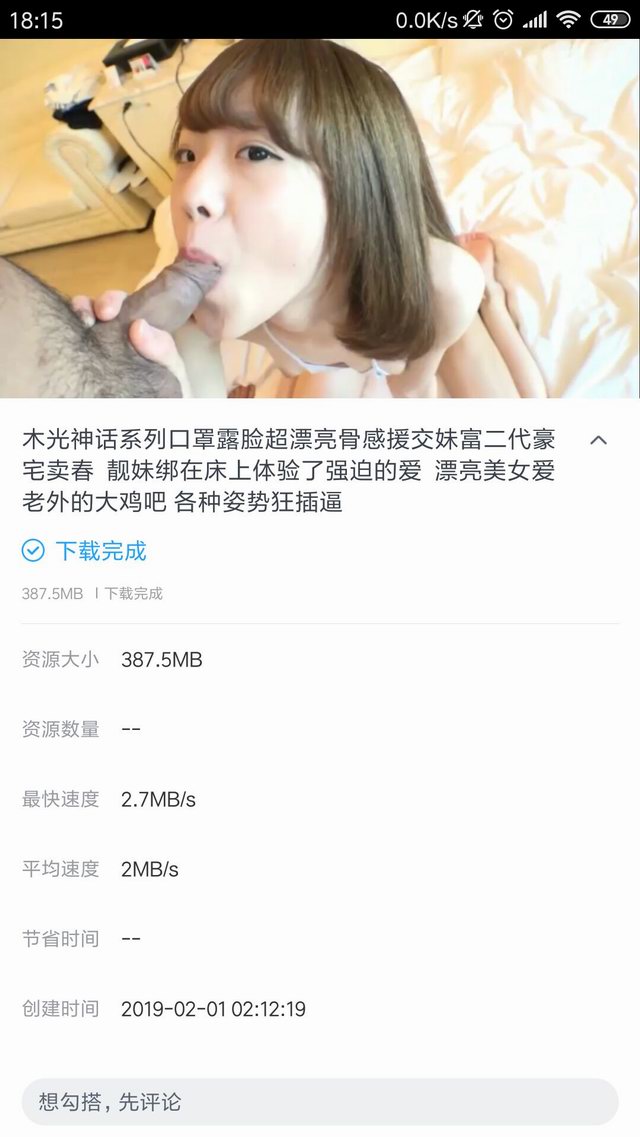 18:15 0.0K/s 49
木光神话系列口罩露脸超漂亮骨感援交妹富二代豪
宅卖春 靓妹绑在床上体验了强迫的爱 漂亮美女爱
老外的大鸡吧 各种姿势狂插逼
下载完成
387.5MB | 下载完成
资源大小 387.5MB
资源数量 --
最快速度 2.7MB/s
平均速度 2MB/s
节省时间 --
创建时间 2019-02-01 02:12:19
想勾搭，先评论